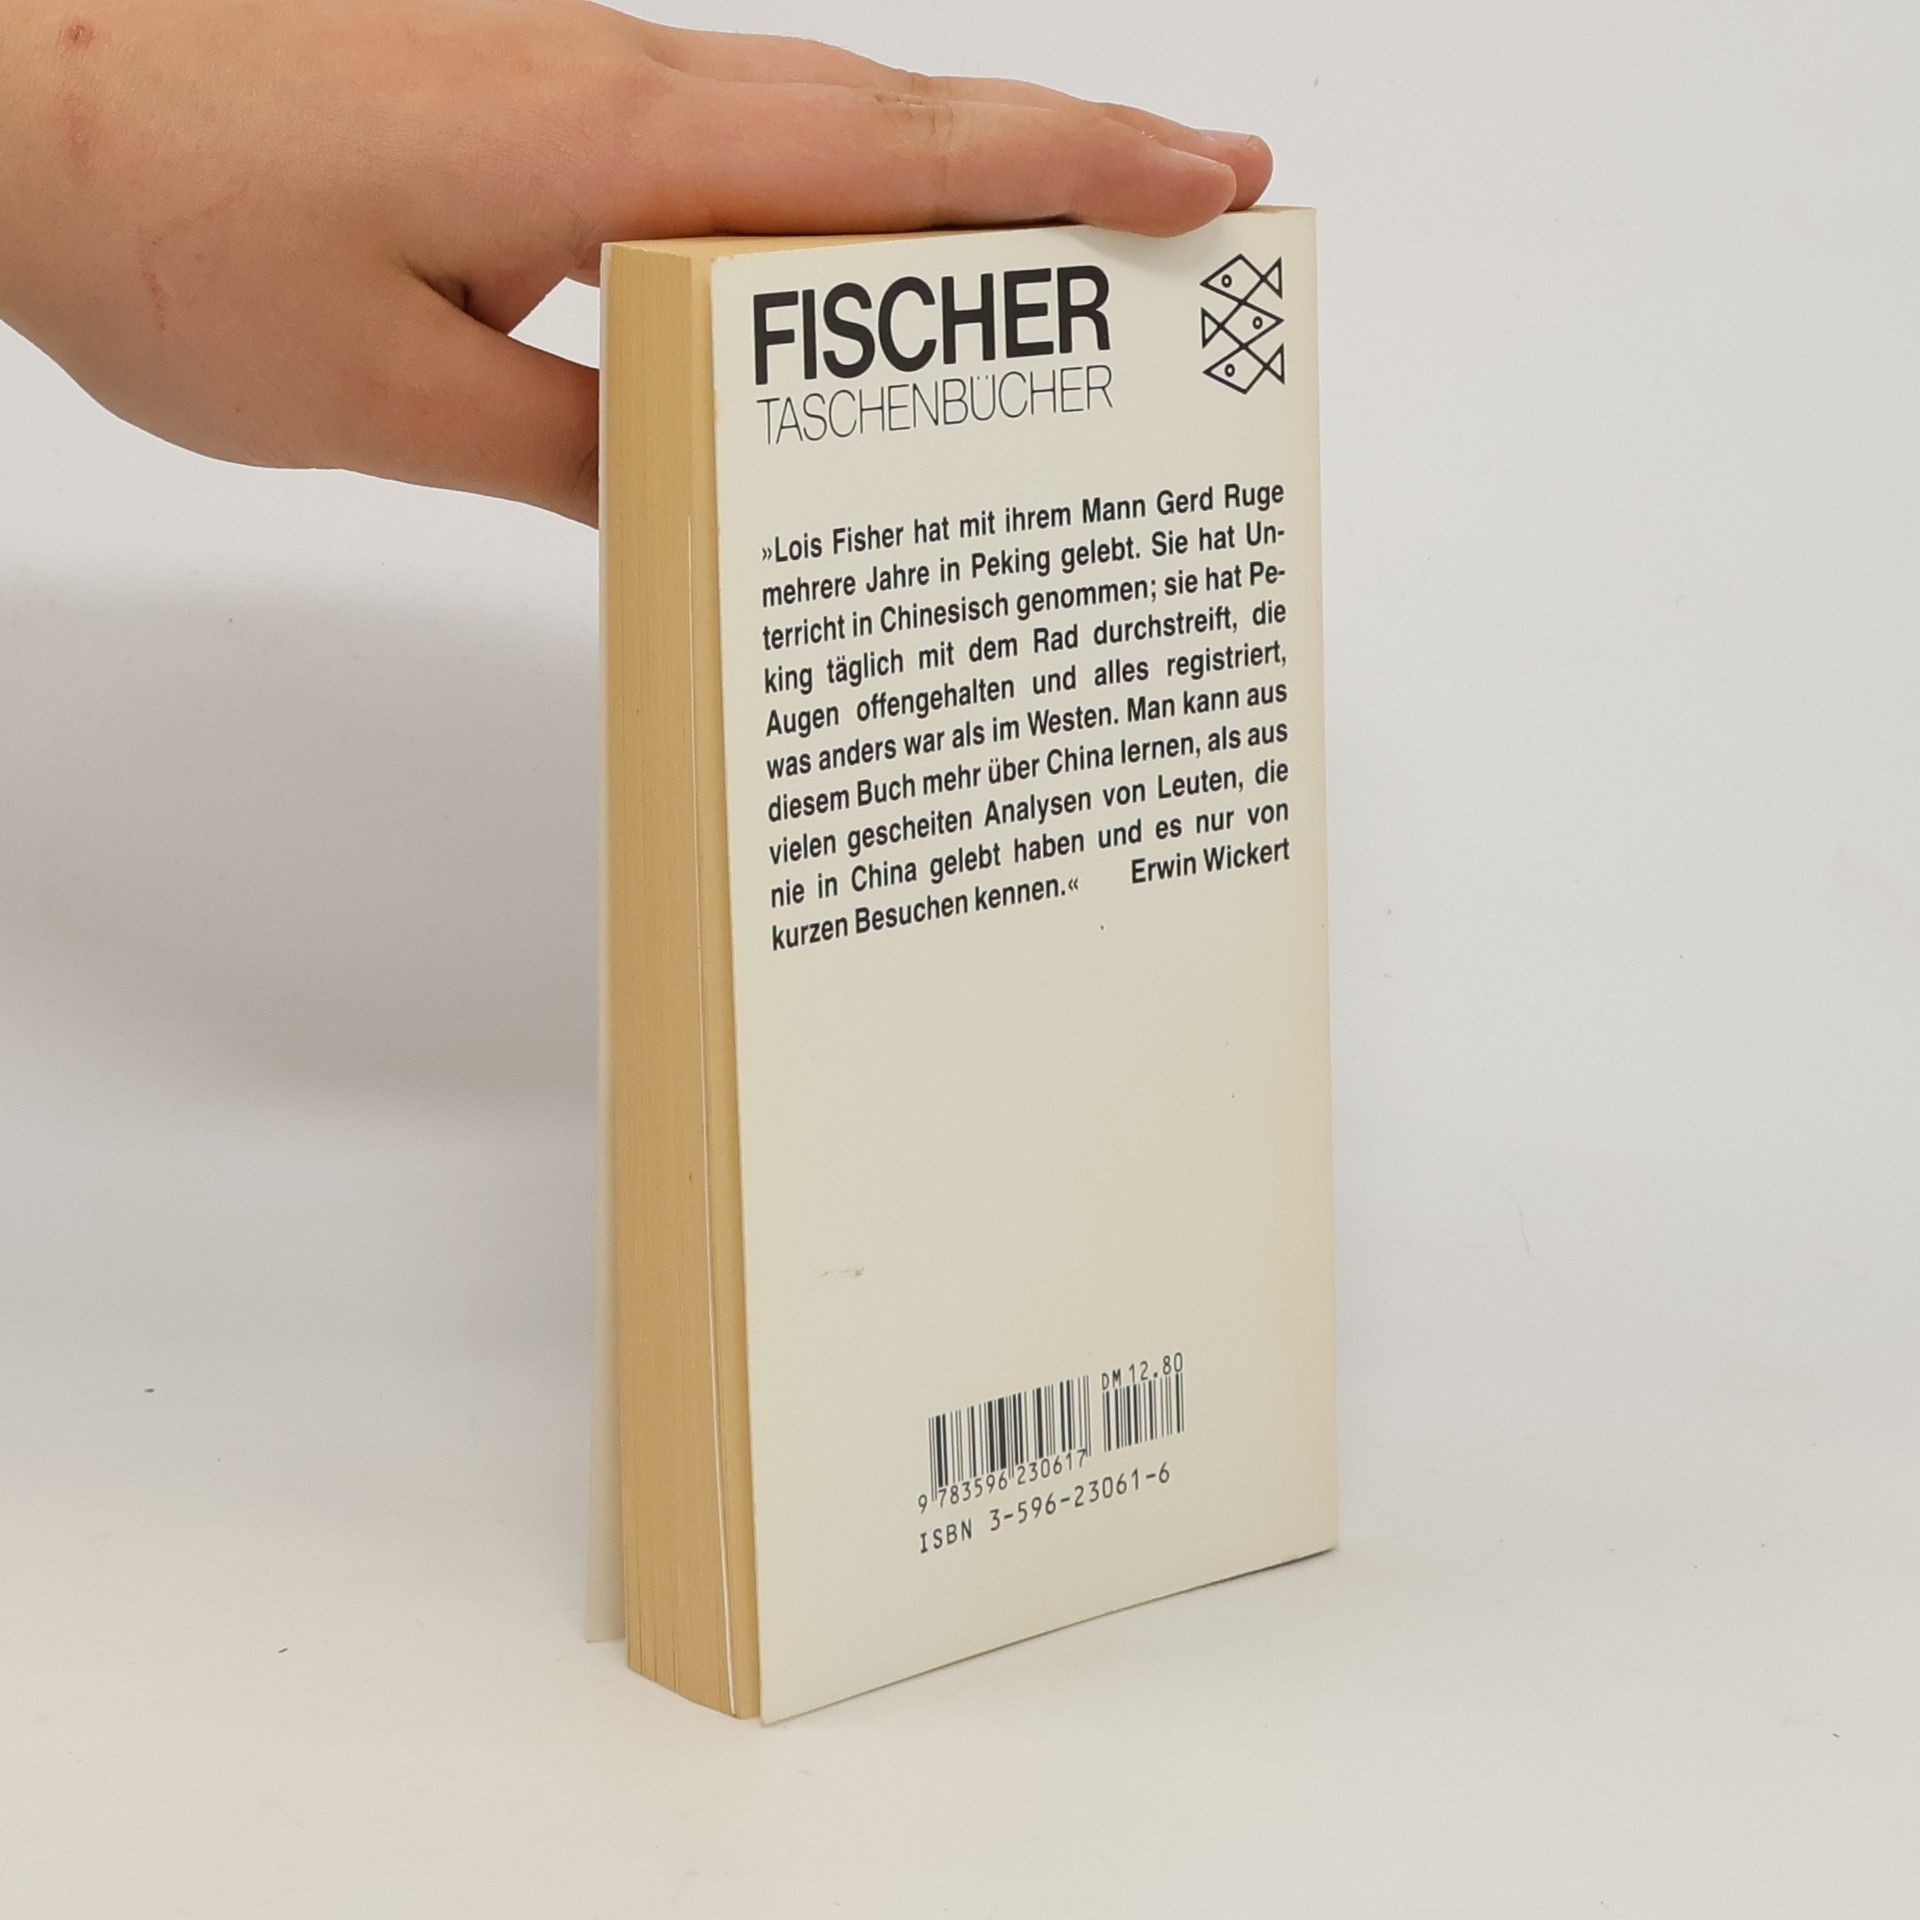 FISCHER
TASCHENBÜCHER
»Lois Fisher hat mit ihrem Mann Gerd Ruge
mehrere Jahre in Peking gelebt. Sie hat Un-
terricht in Chinesisch genommen; sie hat Pe-
king täglich mit dem Rad durchstreift, die
Augen offengehalten und alles registriert,
was anders war als im Westen. Man kann aus
diesem Buch mehr über China lernen, als aus
vielen gescheiten Analysen von Leuten, die
nie in China gelebt haben und es nur von
kurzen Besuchen kennen.« Erwin Wickert
DM 12.80
9 783596 230617
ISBN 3-596-23061-6